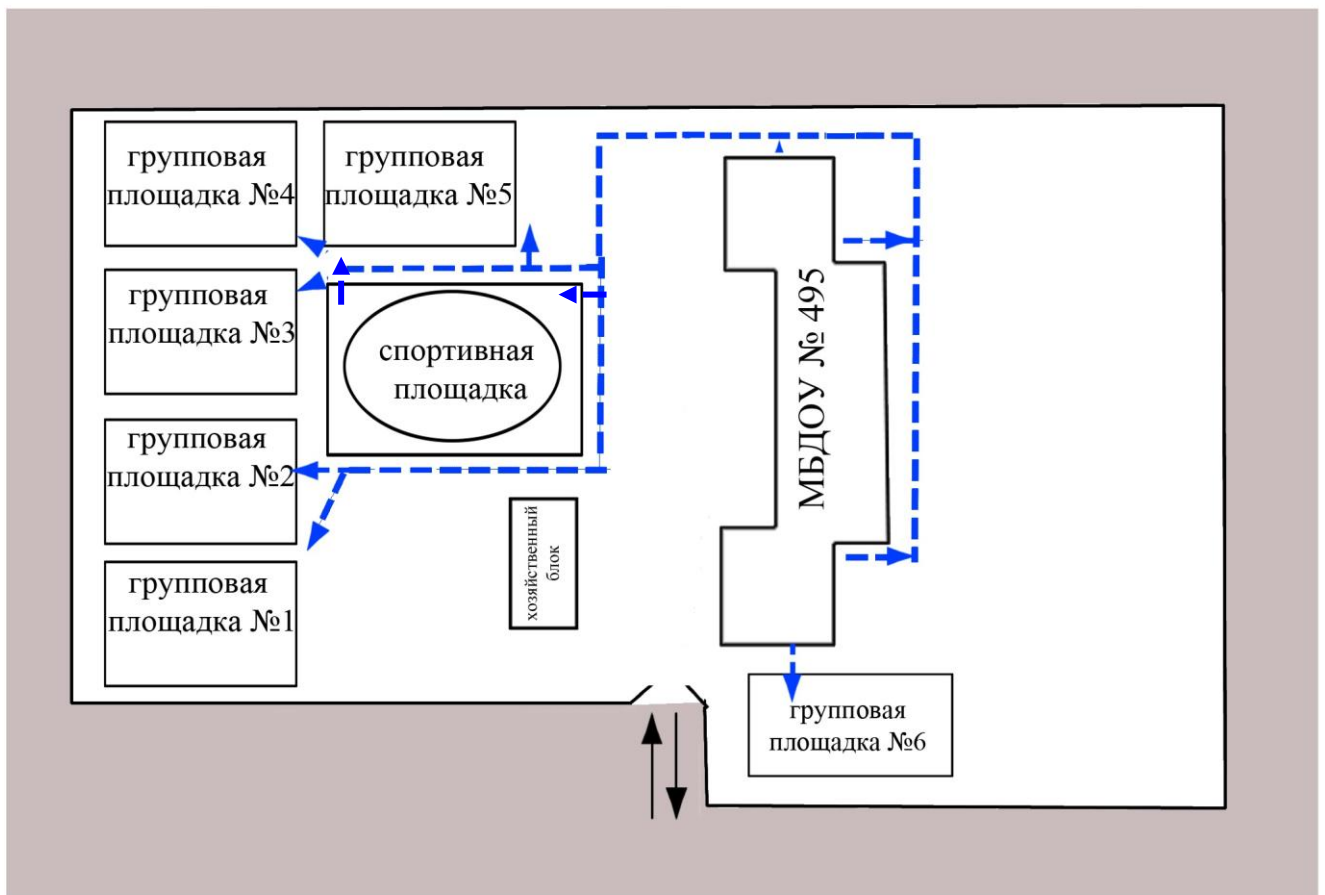 групповая
площадка №4
групповая
площадка №5
групповая
площадка №3
спортивная
площадка
МБДОУ № 495
групповая
площадка №2
хозяйственный
блок
групповая
площадка №1
групповая
площадка №6